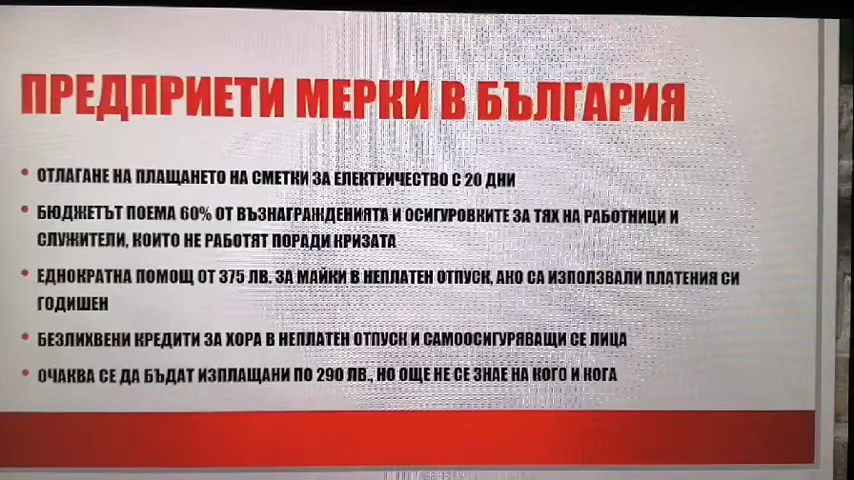 ПРЕДПРИЕТИ МЕРКИ В БЪЛГАРИЯ
• ОТЛАГАНЕ НА ПЛАЩАНЕТО НА СМЕТКИ ЗА ЕЛЕКТРИЧЕСТВО С 20 ДНИ
• БЮДЖЕТЪТ ПОЕМА 60% ОТ ВЪЗНАГРАЖДЕНИЯТА И ОСИГУРОВКИТЕ ЗА ТЯХ НА РАБОТНИЦИ И
СЛУЖИТЕЛИ, КОИТО НЕ РАБОТЯТ ПОРАДИ КРИЗАТА
• ЕДНОКРАТНА ПОМОЩ ОТ 375 ЛВ. ЗА МАЙКИ В НЕПЛАТЕН ОТПУСК, АКО СА ИЗПОЛЗВАЛИ ПЛАТЕНИЯ СИ
ГОДИШЕН
• БЕЗЛИХВЕНИ КРЕДИТИ ЗА ХОРА В НЕПЛАТЕН ОТПУСК И САМООСИГУРЯВАЩИ СЕ ЛИЦА
• ОЧАКВА СЕ ДА БЪДАТ ИЗПЛАЩАНИ ПО 290 ЛВ., НО ОЩЕ НЕ СЕ ЗНАЕ НА КОГО И КОГА